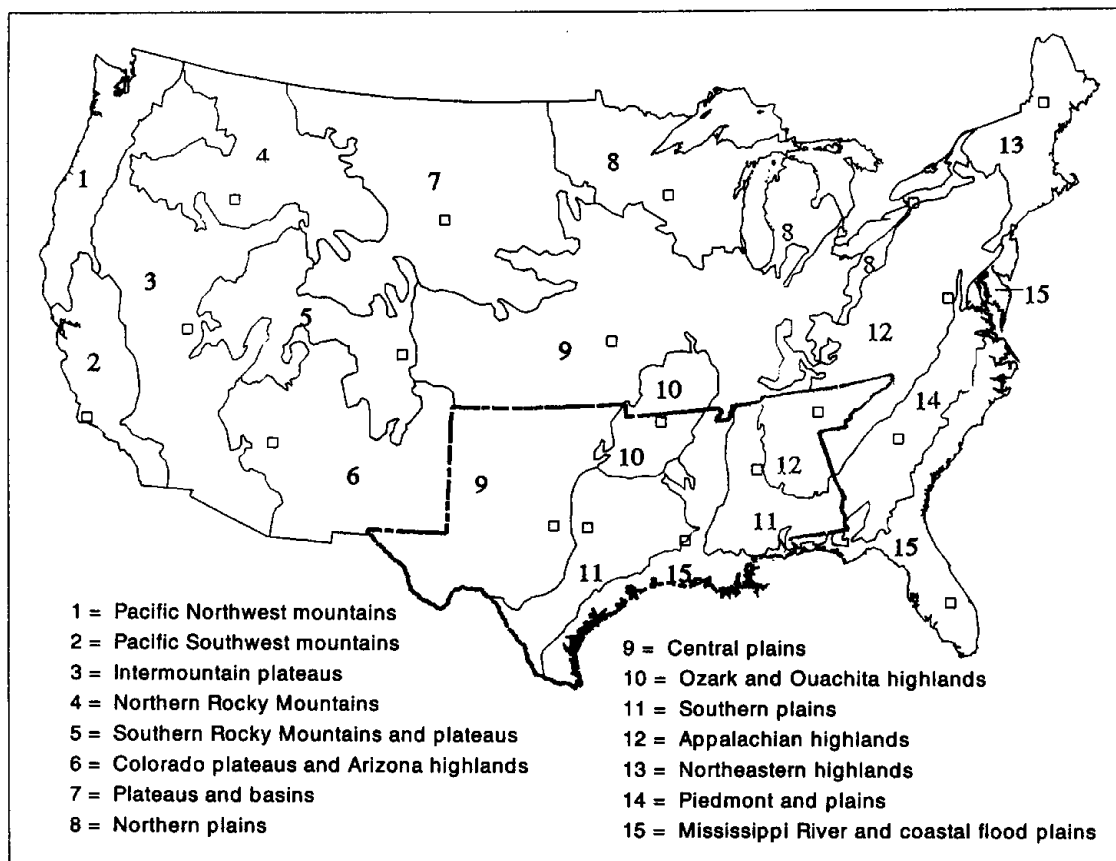 1
2
3
4
5
6
7
8
8
8
9
9
10
10
11
11
12
12
13
14
15
15
15
1 = Pacific Northwest mountains
2 = Pacific Southwest mountains
3 = Intermountain plateaus
4 = Northern Rocky Mountains
5 = Southern Rocky Mountains and plateaus
6 = Colorado plateaus and Arizona highlands
7 = Plateaus and basins
8 = Northern plains
9 = Central plains
10 = Ozark and Ouachita highlands
11 = Southern plains
12 = Appalachian highlands
13 = Northeastern highlands
14 = Piedmont and plains
15 = Mississippi River and coastal flood plains